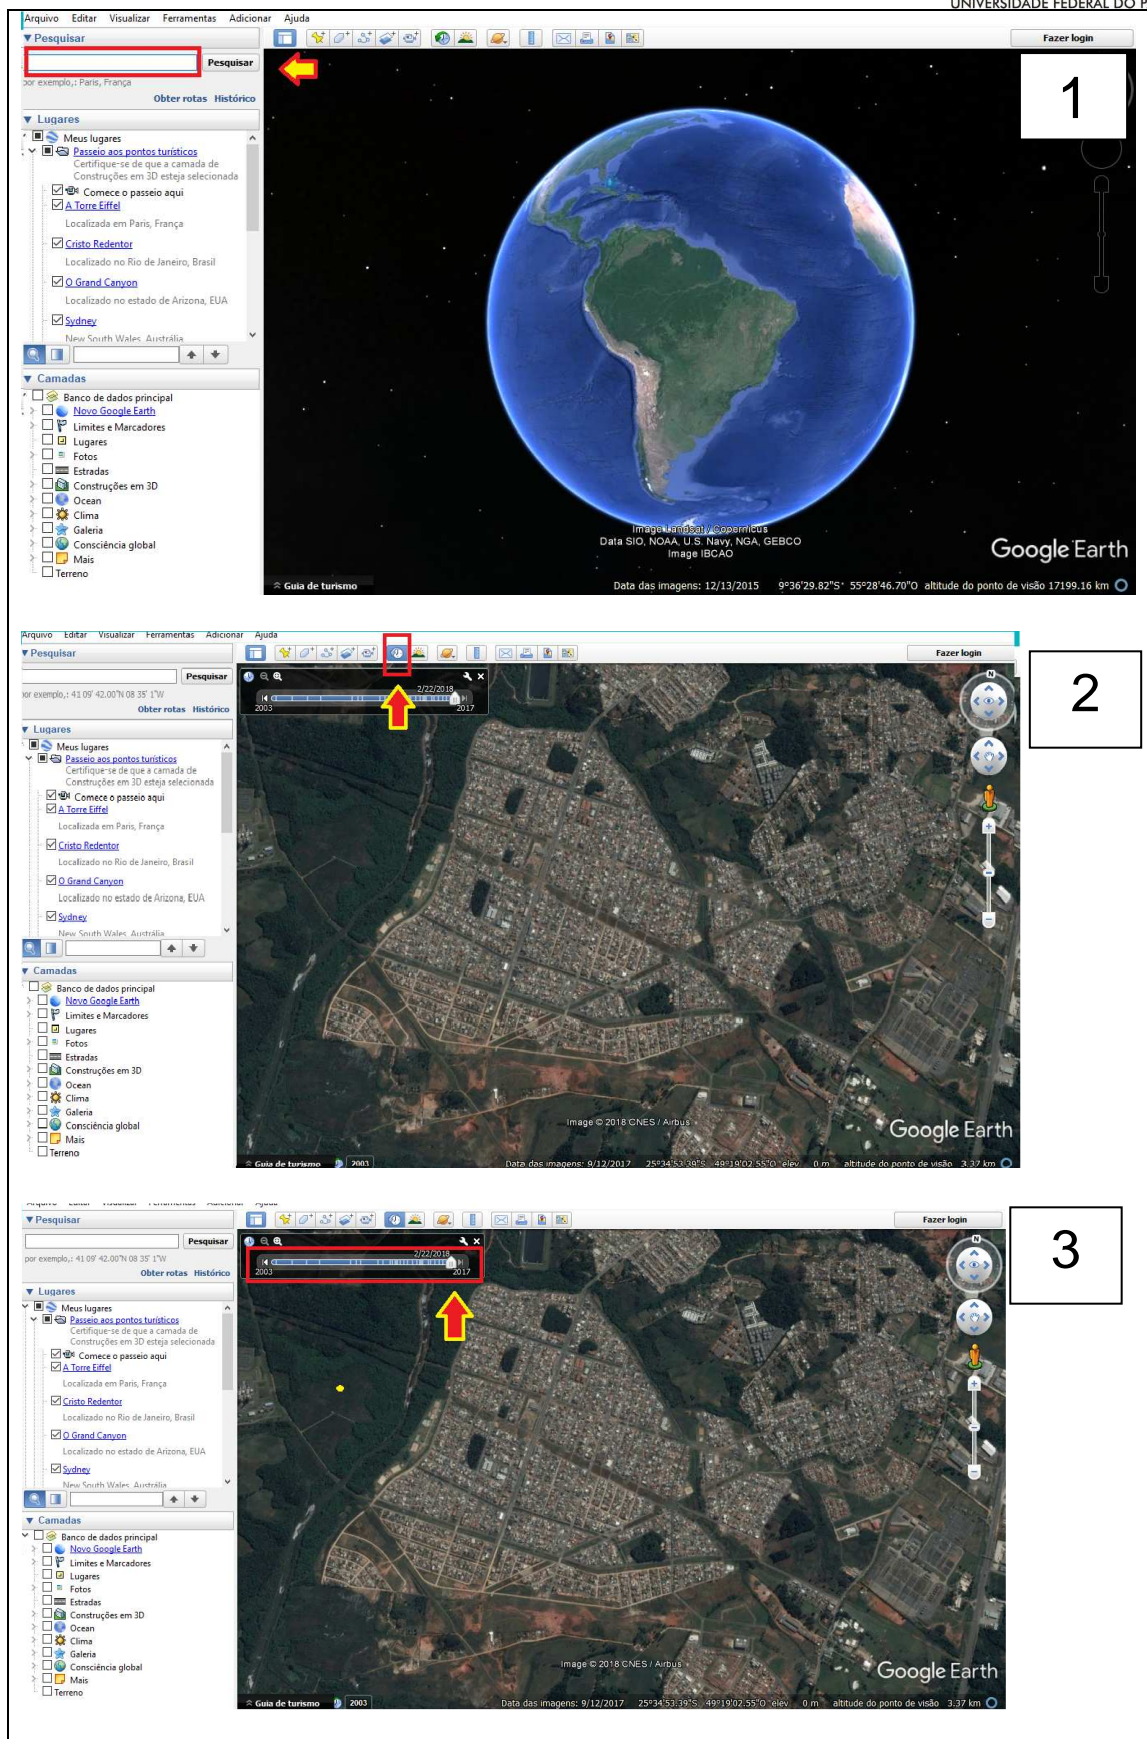 UNIVERSIDADE FEDERAL DO P
Arquivo Editar Visualizar Ferramentas Adicionar Ajuda
Pesquisar
Fazer login
Pesquisar
por exemplo,: Paris, França
Obter rotas Histórico
1
Lugares
Meus lugares
Passeio aos pontos turísticos
Certifique-se de que a camada de
Construções em 3D esteja selecionada
Comece o passeio aqui
A Torre Eiffel
Localizada em Paris, França
Cristo Redentor
Localizado no Rio de Janeiro, Brasil
O Grand Canyon
Localizado no estado de Arizona, EUA
Sydney
New South Wales, Austrália
Camadas
Banco de dados principal
Novo Google Earth
Limites e Marcadores
Lugares
Fotos
Estradas
Construções em 3D
Ocean
Clima
Galeria
Consciência global
Mais
Terreno
Image Landsat / Copernicus
Data SIO, NOAA, U.S. Navy, NGA, GEBCO
Image IBCAO
Google Earth
Guia de turismo
Data das imagens: 12/13/2015 9°36'29.82"S 55°28'46.70"O altitude do ponto de visão 17199.16 km
Arquivo Editar Visualizar Ferramentas Adicionar Ajuda
Pesquisar
Fazer login
Pesquisar
por exemplo,: 41 09' 42.00"N 08 35' 1"W
Obter rotas Histórico
2/22/2018
2003 2017
N
2
Lugares
Meus lugares
Passeio aos pontos turísticos
Certifique-se de que a camada de
Construções em 3D esteja selecionada
Comece o passeio aqui
A Torre Eiffel
Localizada em Paris, França
Cristo Redentor
Localizado no Rio de Janeiro, Brasil
O Grand Canyon
Localizado no estado de Arizona, EUA
Sydney
New South Wales, Austrália
Camadas
Banco de dados principal
Novo Google Earth
Limites e Marcadores
Lugares
Fotos
Estradas
Construções em 3D
Ocean
Clima
Galeria
Consciência global
Mais
Terreno
Image © 2018 CNES / Airbus
Google Earth
Guia de turismo 2003
Data das imagens: 9/12/2017 25°34'53.39"S 49°19'02.55"O elev 0 m altitude do ponto de visão 3.37 km
Arquivo Editar Visualizar Ferramentas Adicionar Ajuda
Pesquisar
Fazer login
Pesquisar
por exemplo,: 41 09' 42.00"N 08 35' 1"W
Obter rotas Histórico
2/22/2018
2003 2017
N
3
Lugares
Meus lugares
Passeio aos pontos turísticos
Certifique-se de que a camada de
Construções em 3D esteja selecionada
Comece o passeio aqui
A Torre Eiffel
Localizada em Paris, França
Cristo Redentor
Localizado no Rio de Janeiro, Brasil
O Grand Canyon
Localizado no estado de Arizona, EUA
Sydney
New South Wales, Austrália
Camadas
Banco de dados principal
Novo Google Earth
Limites e Marcadores
Lugares
Fotos
Estradas
Construções em 3D
Ocean
Clima
Galeria
Consciência global
Mais
Terreno
Image © 2018 CNES / Airbus
Google Earth
Guia de turismo 2003
Data das imagens: 9/12/2017 25°34'53.39"S 49°19'02.55"O elev 0 m altitude do ponto de visão 3.37 km